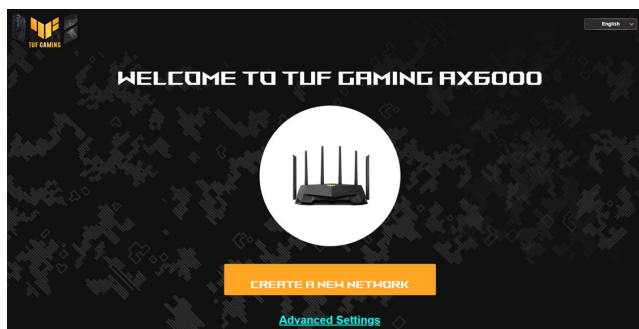 TUF GAMING
English
WELCOME TO TUF GAMING AX6000
CREATE A NEW NETWORK
Advanced Settings